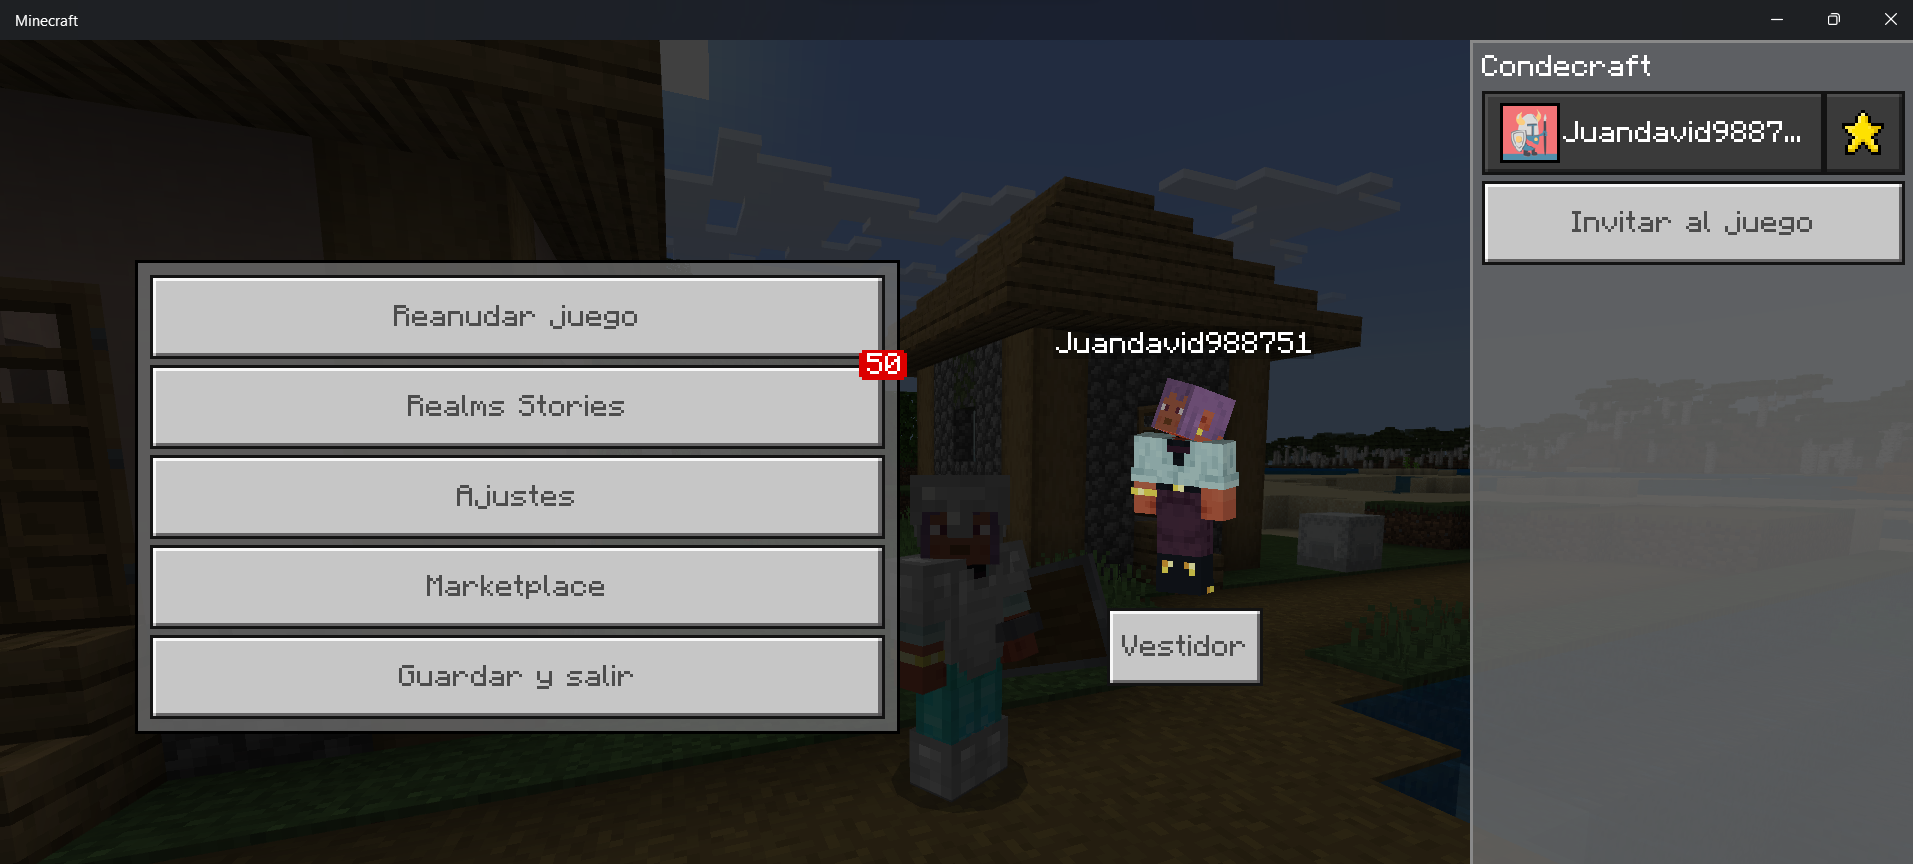 Minecraft
Condecraft
Juandavid9887...
Invitar al juego
Reanudar juego
50
Realms Stories
Ajustes
Marketplace
Guardar y salir
Juandavid988751
Vestidor